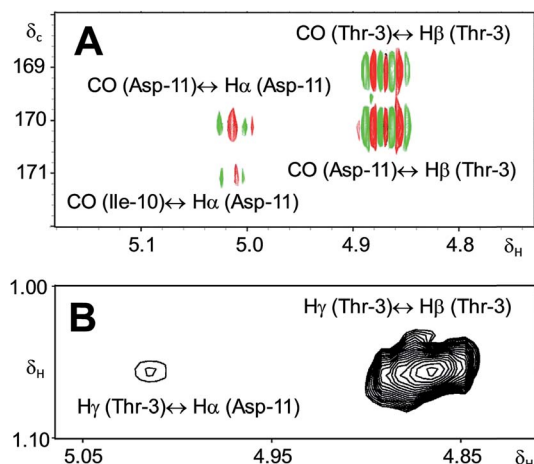 δc
A
CO (Thr-3)↔ Hβ (Thr-3)
169
CO (Asp-11)↔ Hα (Asp-11)
170
171
CO (Asp-11)↔ Hβ (Thr-3)
CO (Ile-10)↔ Hα (Asp-11)
5.1 5.0 4.9 4.8 δH
1.00
B
Hγ (Thr-3)↔ Hβ (Thr-3)
δH
Hγ (Thr-3)↔ Hα (Asp-11)
1.10
5.05 4.95 4.85 δH